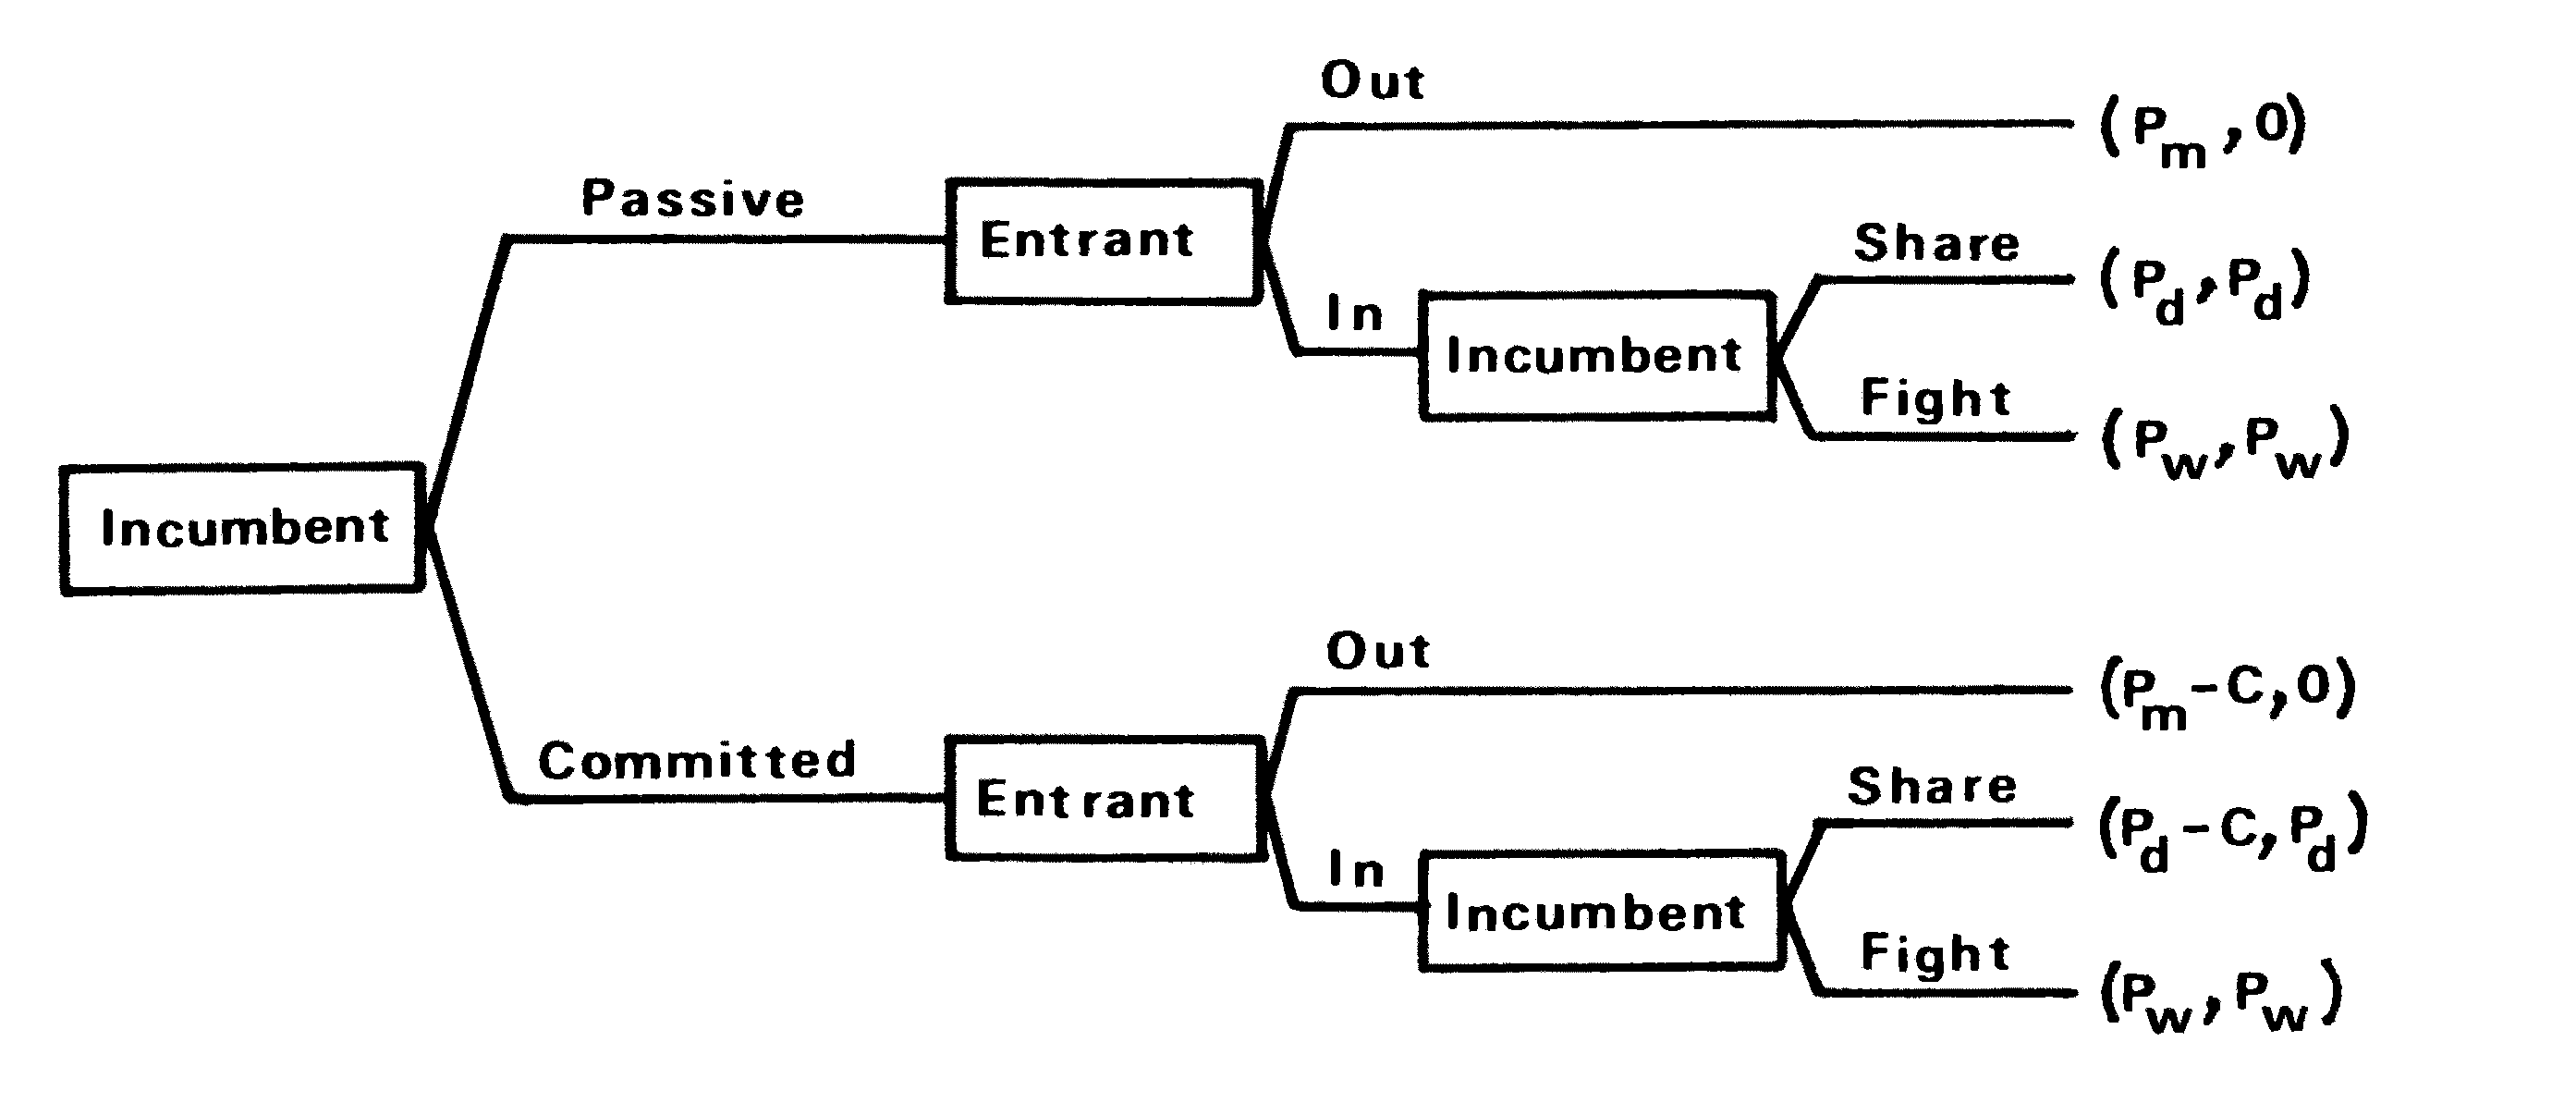 Out
(Pm,0)
Passive
Entrant
Share
(Pd,Pd)
In
Incumbent
Fight
(Pw,Pw)
Incumbent
Out
(Pm-C,0)
Committed
Entrant
Share
(Pd-C,Pd)
In
Incumbent
Fight
(Pw,Pw)